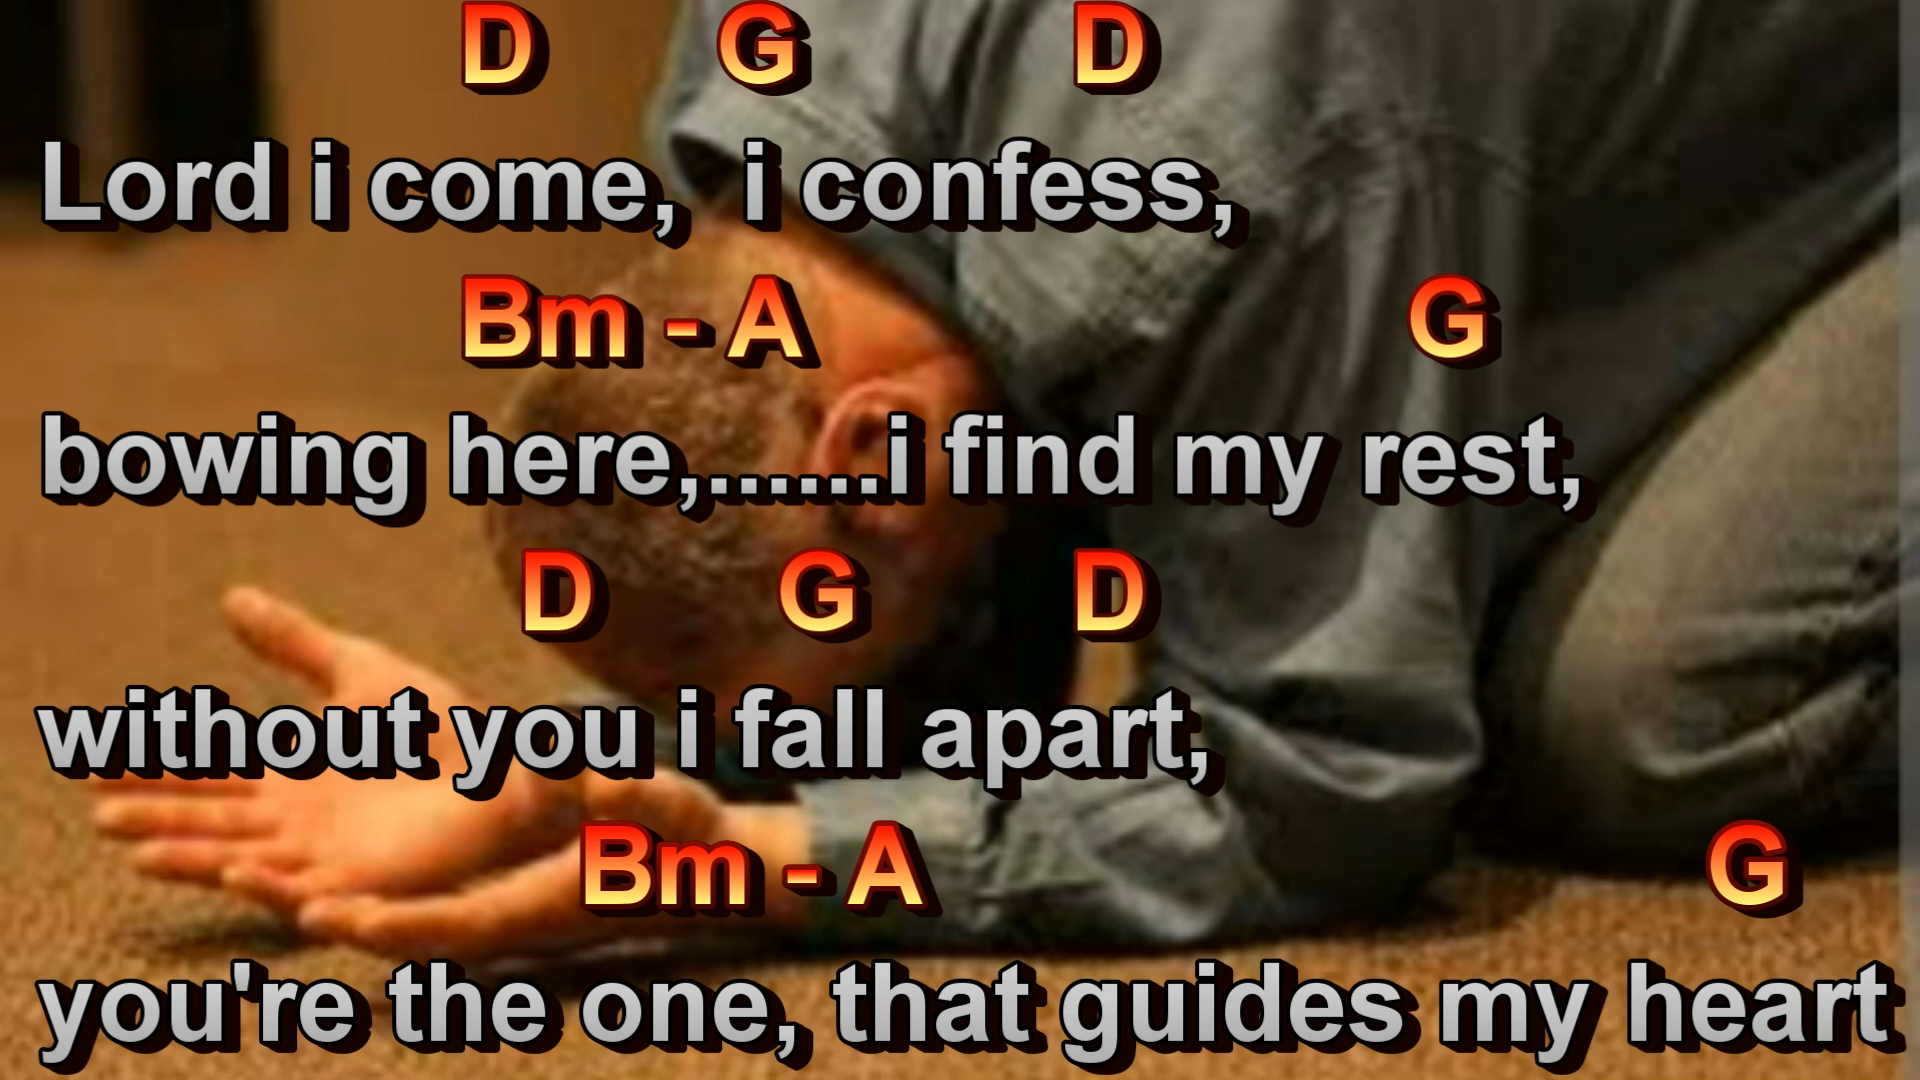 D G D
Lord i come, i confess,
Bm - A G
bowing here,......i find my rest,
D G D
without you i fall apart,
Bm - A G
you're the one, that guides my heart